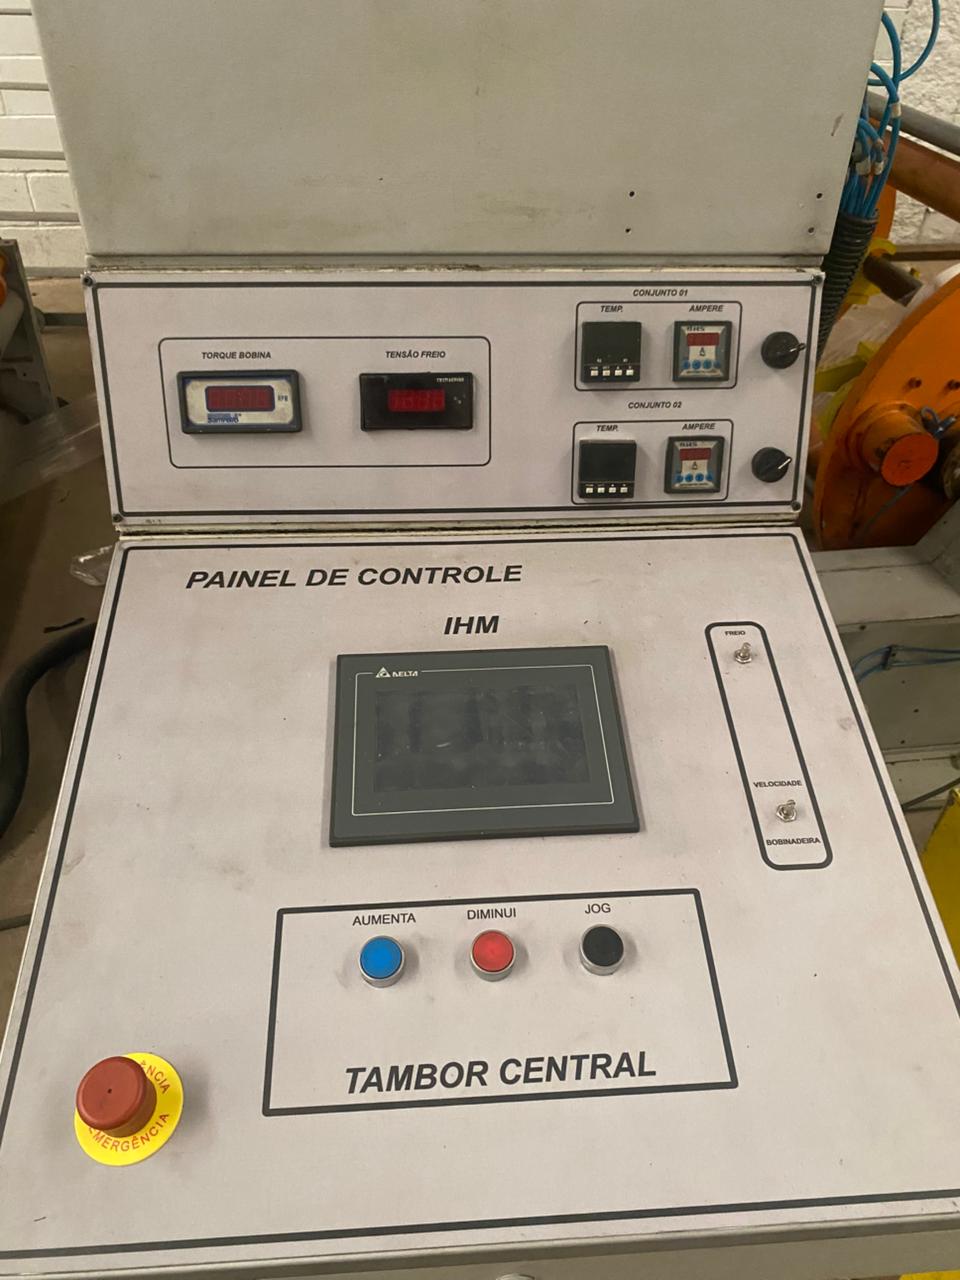 CONJUNTO 01
TEMP.
AMPERE
TORQUE BOBINA
TENSÃO FREIO
CONJUNTO 02
TEMP.
AMPERE
PAINEL DE CONTROLE
IHM
DELTA
FREIO
VELOCIDADE
BOBINADEIRA
AUMENTA
DIMINUI
JOG
TAMBOR CENTRAL
EMERGÊNCIA